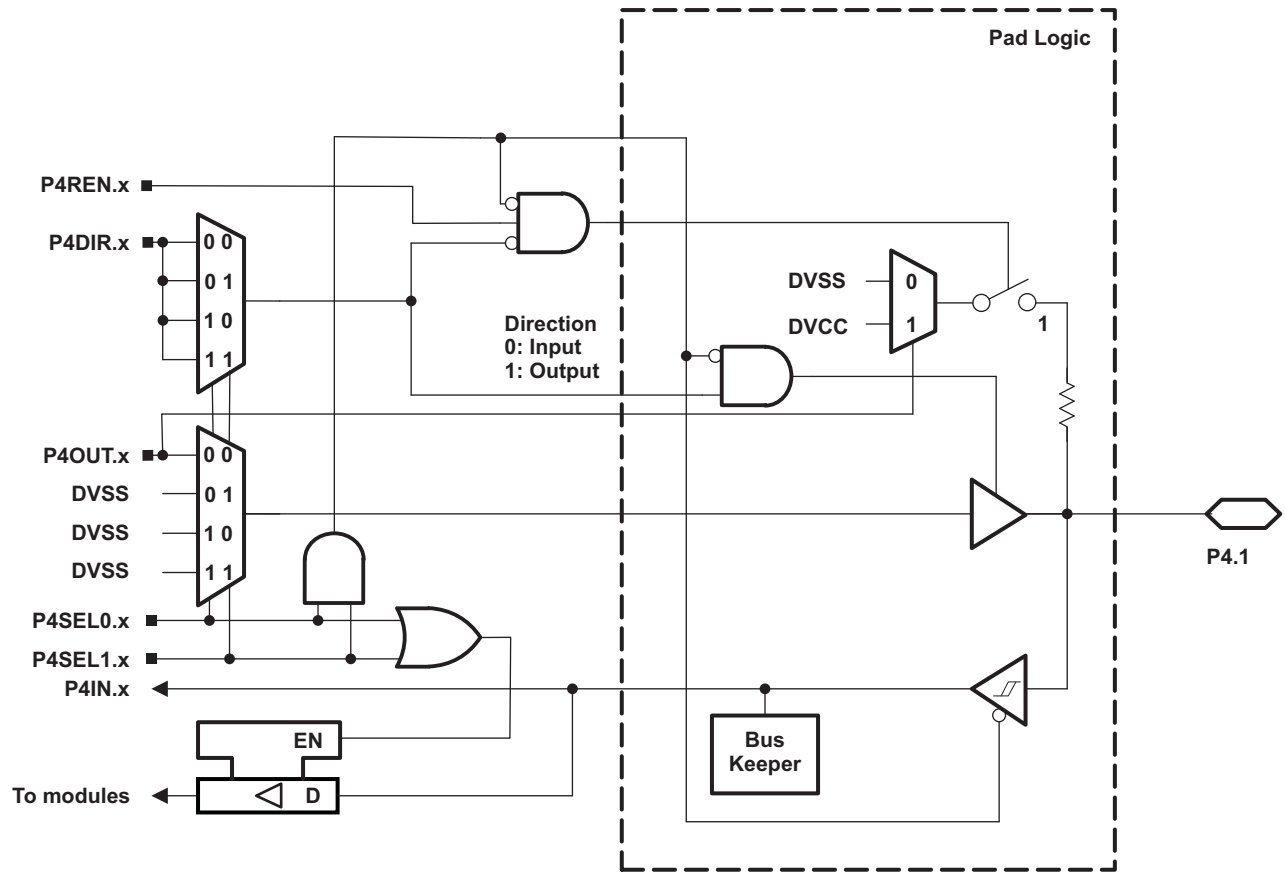 Pad Logic
P4REN.x
P4DIR.x
0 0
0 1
1 0
1 1
Direction
0: Input
1: Output
DVSS
0
DVCC
1
1
P4OUT.x
0 0
DVSS
0 1
DVSS
1 0
DVSS
1 1
P4.1
P4SEL0.x
P4SEL1.x
P4IN.x
EN
Bus
Keeper
To modules
D